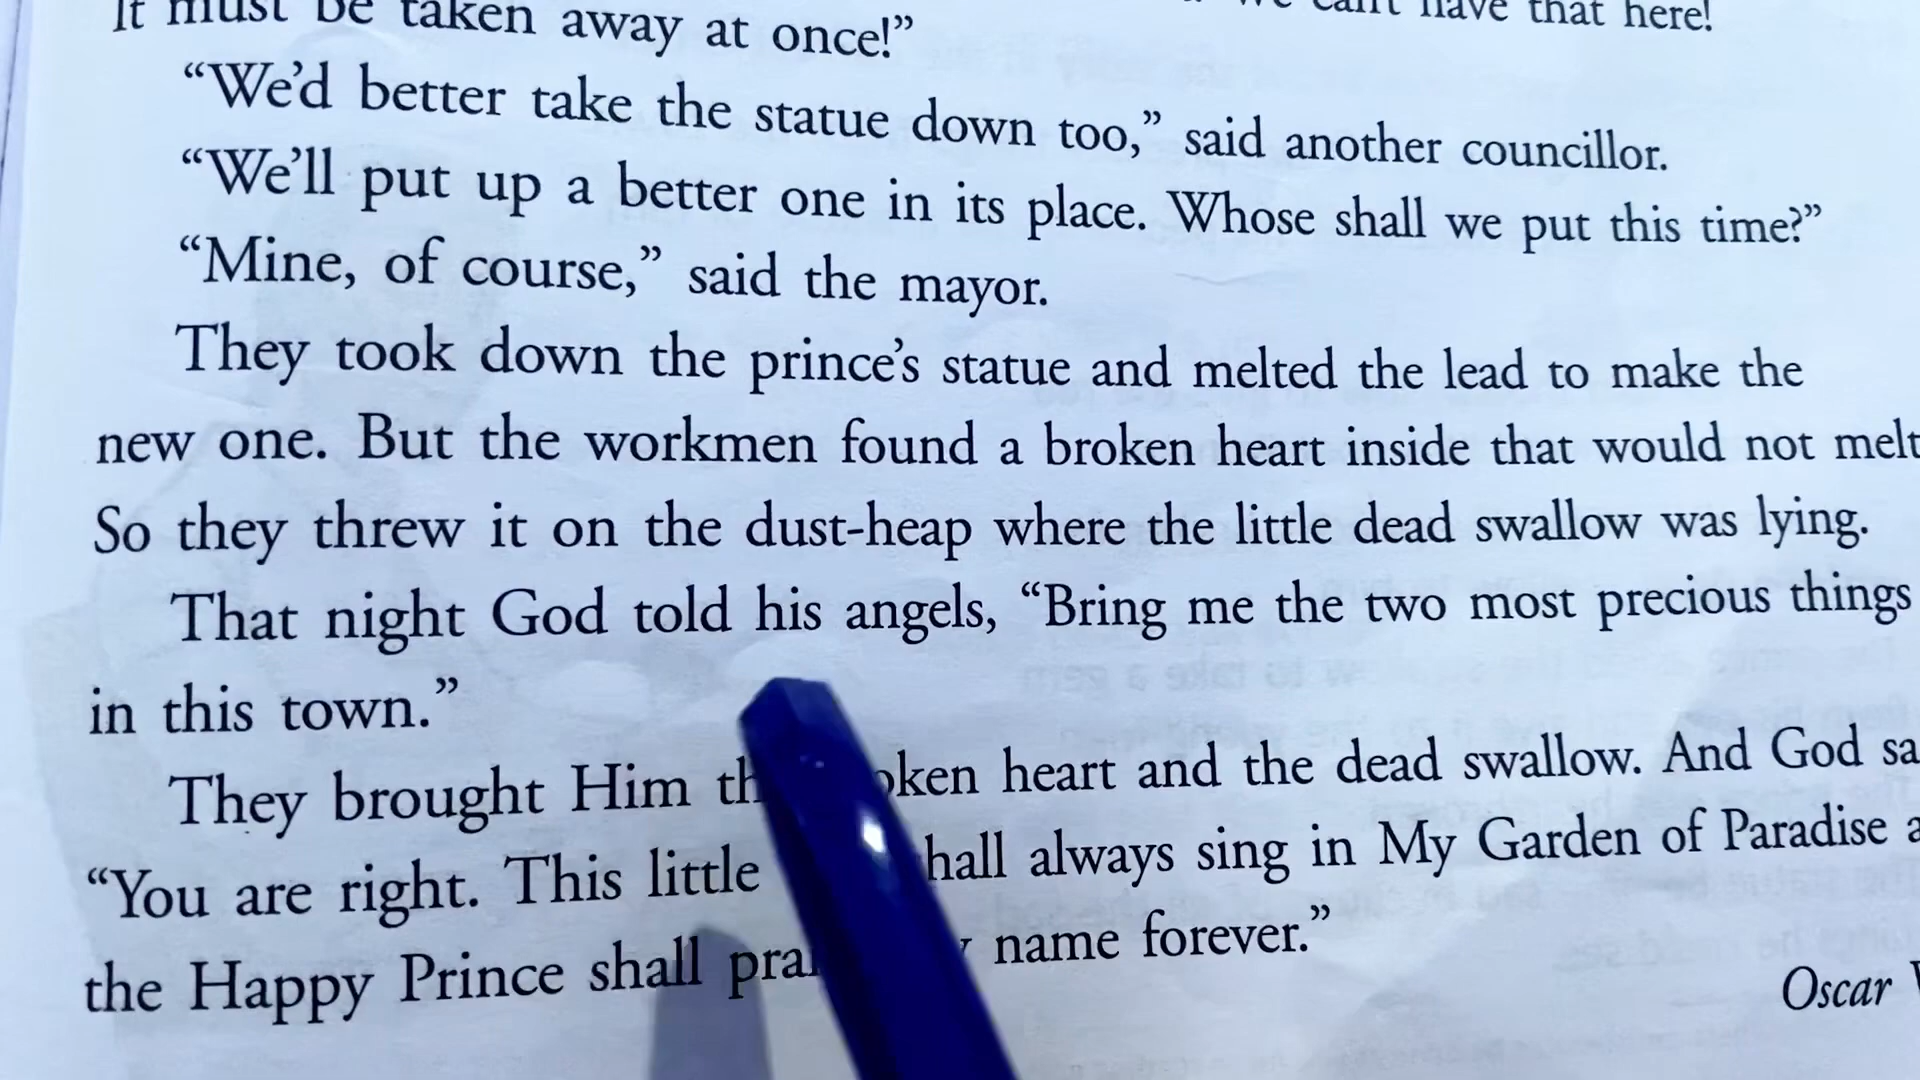 It must be taken away at once!” can't have that here!
“We’d better take the statue down too,” said another councillor.
“We’ll put up a better one in its place. Whose shall we put this time?”
“Mine, of course,” said the mayor.
They took down the prince’s statue and melted the lead to make the
new one. But the workmen found a broken heart inside that would not melt
So they threw it on the dust-heap where the little dead swallow was lying.
That night God told his angels, “Bring me the two most precious things
in this town.”
They brought Him heart and the dead swallow. And God
“You are right. This little always sing in My Garden of Paradise
the Happy Prince shall name forever.”
Oscar